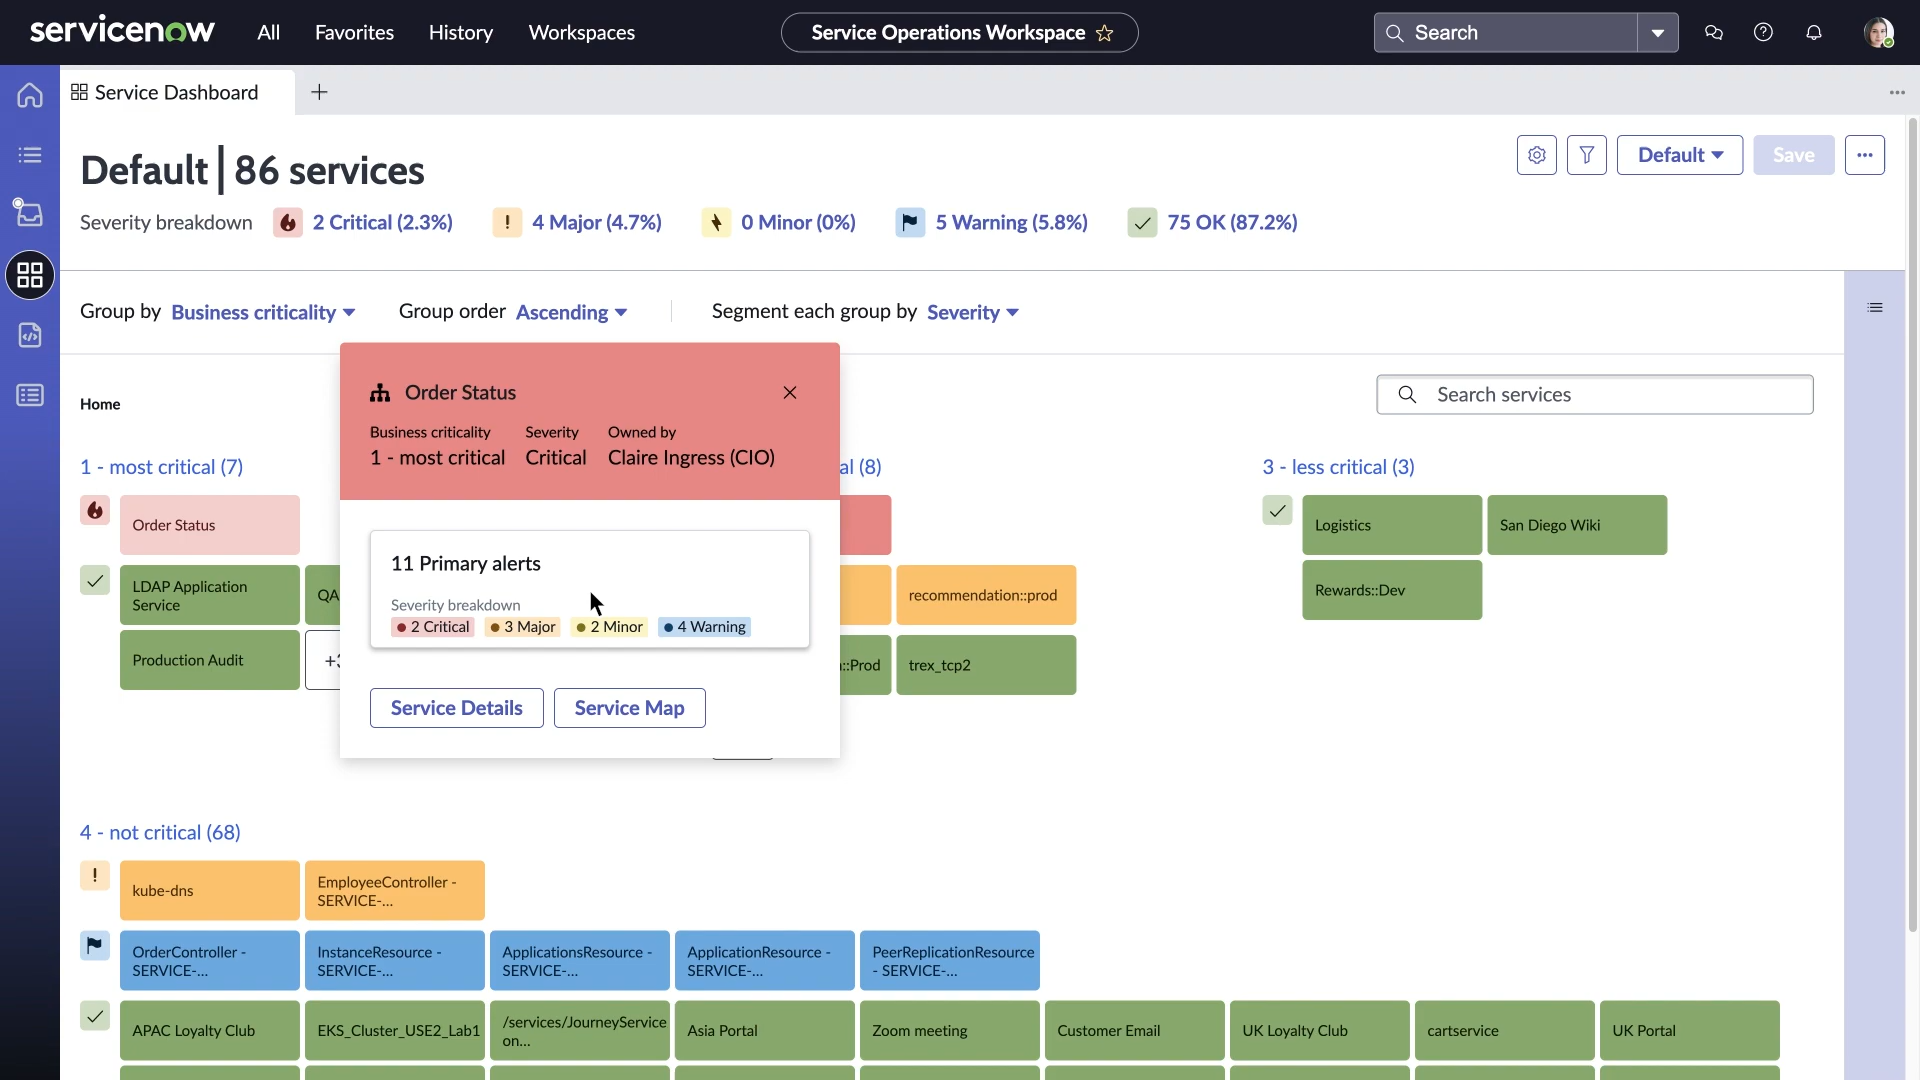 servicenow
All
Favorites
History
Workspaces
Service Operations Workspace
Search
Service Dashboard
Default | 86 services
Default
Save
Severity breakdown
2 Critical (2.3%)
4 Major (4.7%)
0 Minor (0%)
5 Warning (5.8%)
75 OK (87.2%)
Group by Business criticality
Group order Ascending
Segment each group by Severity
Home
Search services
Order Status
Business criticality
1 - most critical
Severity
Critical
Owned by
Claire Ingress (CIO)
11 Primary alerts
Severity breakdown
2 Critical
3 Major
2 Minor
4 Warning
Service Details
Service Map
1 - most critical (7)
Order Status
LDAP Application
Service
QA
Production Audit
al (8)
recommendation::prod
::Prod
trex_tcp2
3 - less critical (3)
Logistics
San Diego Wiki
Rewards::Dev
4 - not critical (68)
kube-dns
EmployeeController -
SERVICE-...
OrderController -
SERVICE-...
InstanceResource -
SERVICE-...
ApplicationsResource -
SERVICE-...
ApplicationResource -
SERVICE-...
PeerReplicationResource
- SERVICE-...
APAC Loyalty Club
EKS_Cluster_USE2_Lab1
/services/JourneyService
on...
Asia Portal
Zoom meeting
Customer Email
UK Loyalty Club
cartservice
UK Portal